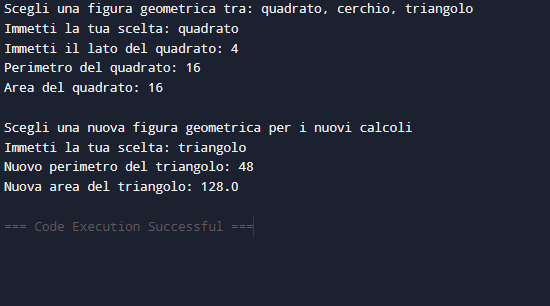 Scegli una figura geometrica tra: quadrato, cerchio, triangolo
Immetti la tua scelta: quadrato
Immetti il lato del quadrato: 4
Perimetro del quadrato: 16
Area del quadrato: 16
Scegli una nuova figura geometrica per i nuovi calcoli
Immetti la tua scelta: triangolo
Nuovo perimetro del triangolo: 48
Nuova area del triangolo: 128.0
=== Code Execution Successful ===